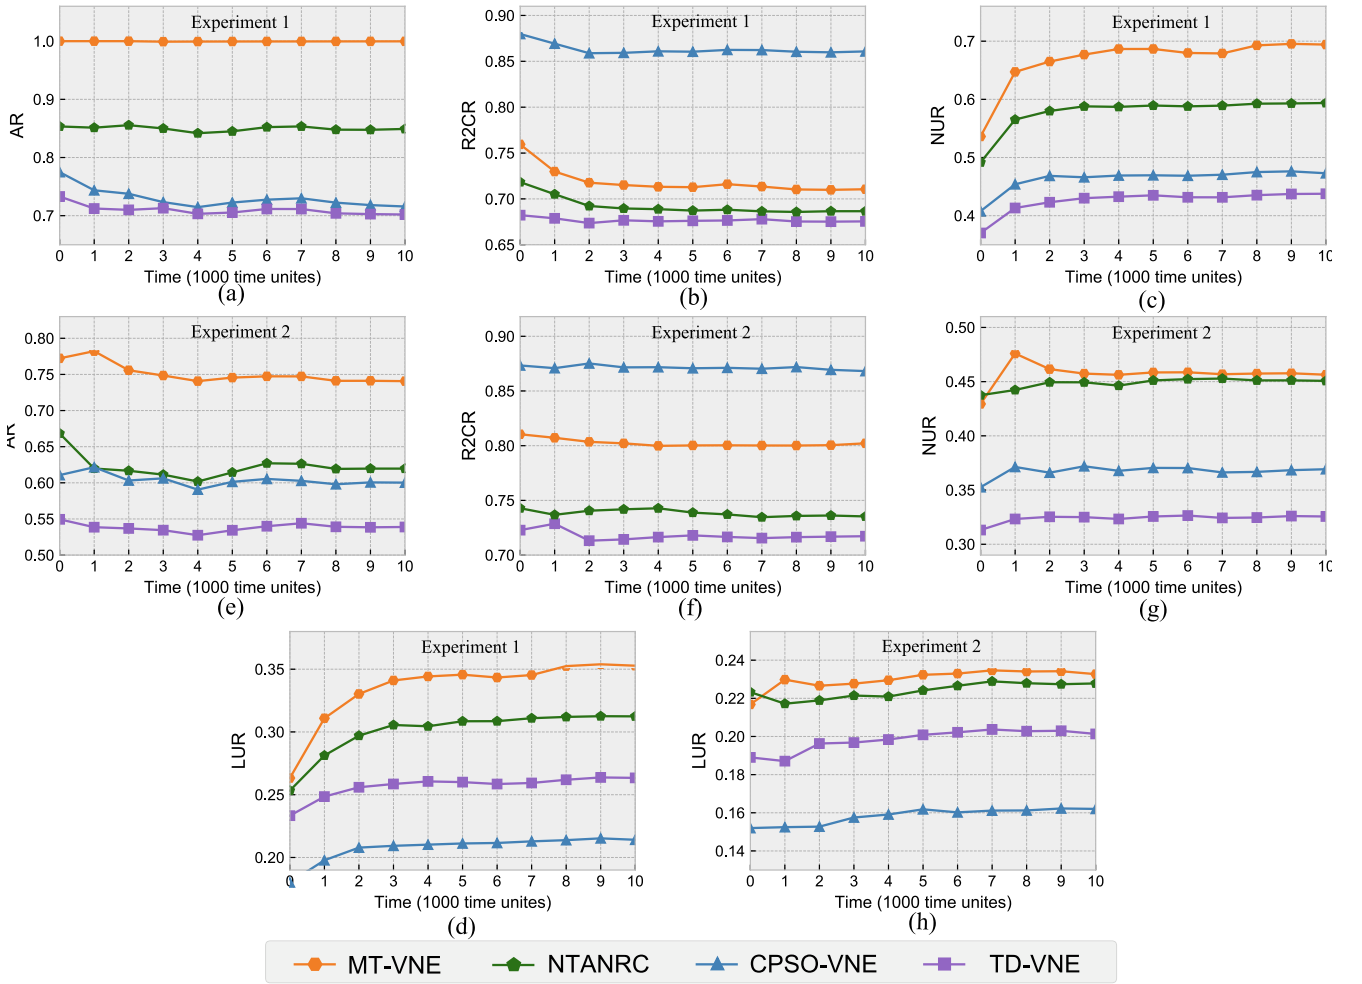 Experiment 1
1.0
0.9
0.8
0.7
AR
0 1 2 3 4 5 6 7 8 9 10
Time (1000 time unites)
(a)
Experiment 1
0.90
0.85
0.80
0.75
0.70
0.65
R2CR
0 1 2 3 4 5 6 7 8 9 10
Time (1000 time unites)
(b)
Experiment 1
0.7
0.6
0.5
0.4
NUR
0 1 2 3 4 5 6 7 8 9 10
Time (1000 time unites)
(c)
Experiment 2
0.80
0.75
0.70
0.65
0.60
0.55
0.50
AR
0 1 2 3 4 5 6 7 8 9 10
Time (1000 time unites)
(e)
Experiment 2
0.90
0.85
0.80
0.75
0.70
R2CR
0 1 2 3 4 5 6 7 8 9 10
Time (1000 time unites)
(f)
Experiment 2
0.50
0.45
0.40
0.35
0.30
NUR
0 1 2 3 4 5 6 7 8 9 10
Time (1000 time unites)
(g)
Experiment 1
0.35
0.30
0.25
0.20
LUR
0 1 2 3 4 5 6 7 8 9 10
Time (1000 time unites)
(d)
Experiment 2
0.24
0.22
0.20
0.18
0.16
0.14
LUR
0 1 2 3 4 5 6 7 8 9 10
Time (1000 time unites)
(h)
MT-VNE NTANRC CPSO-VNE TD-VNE